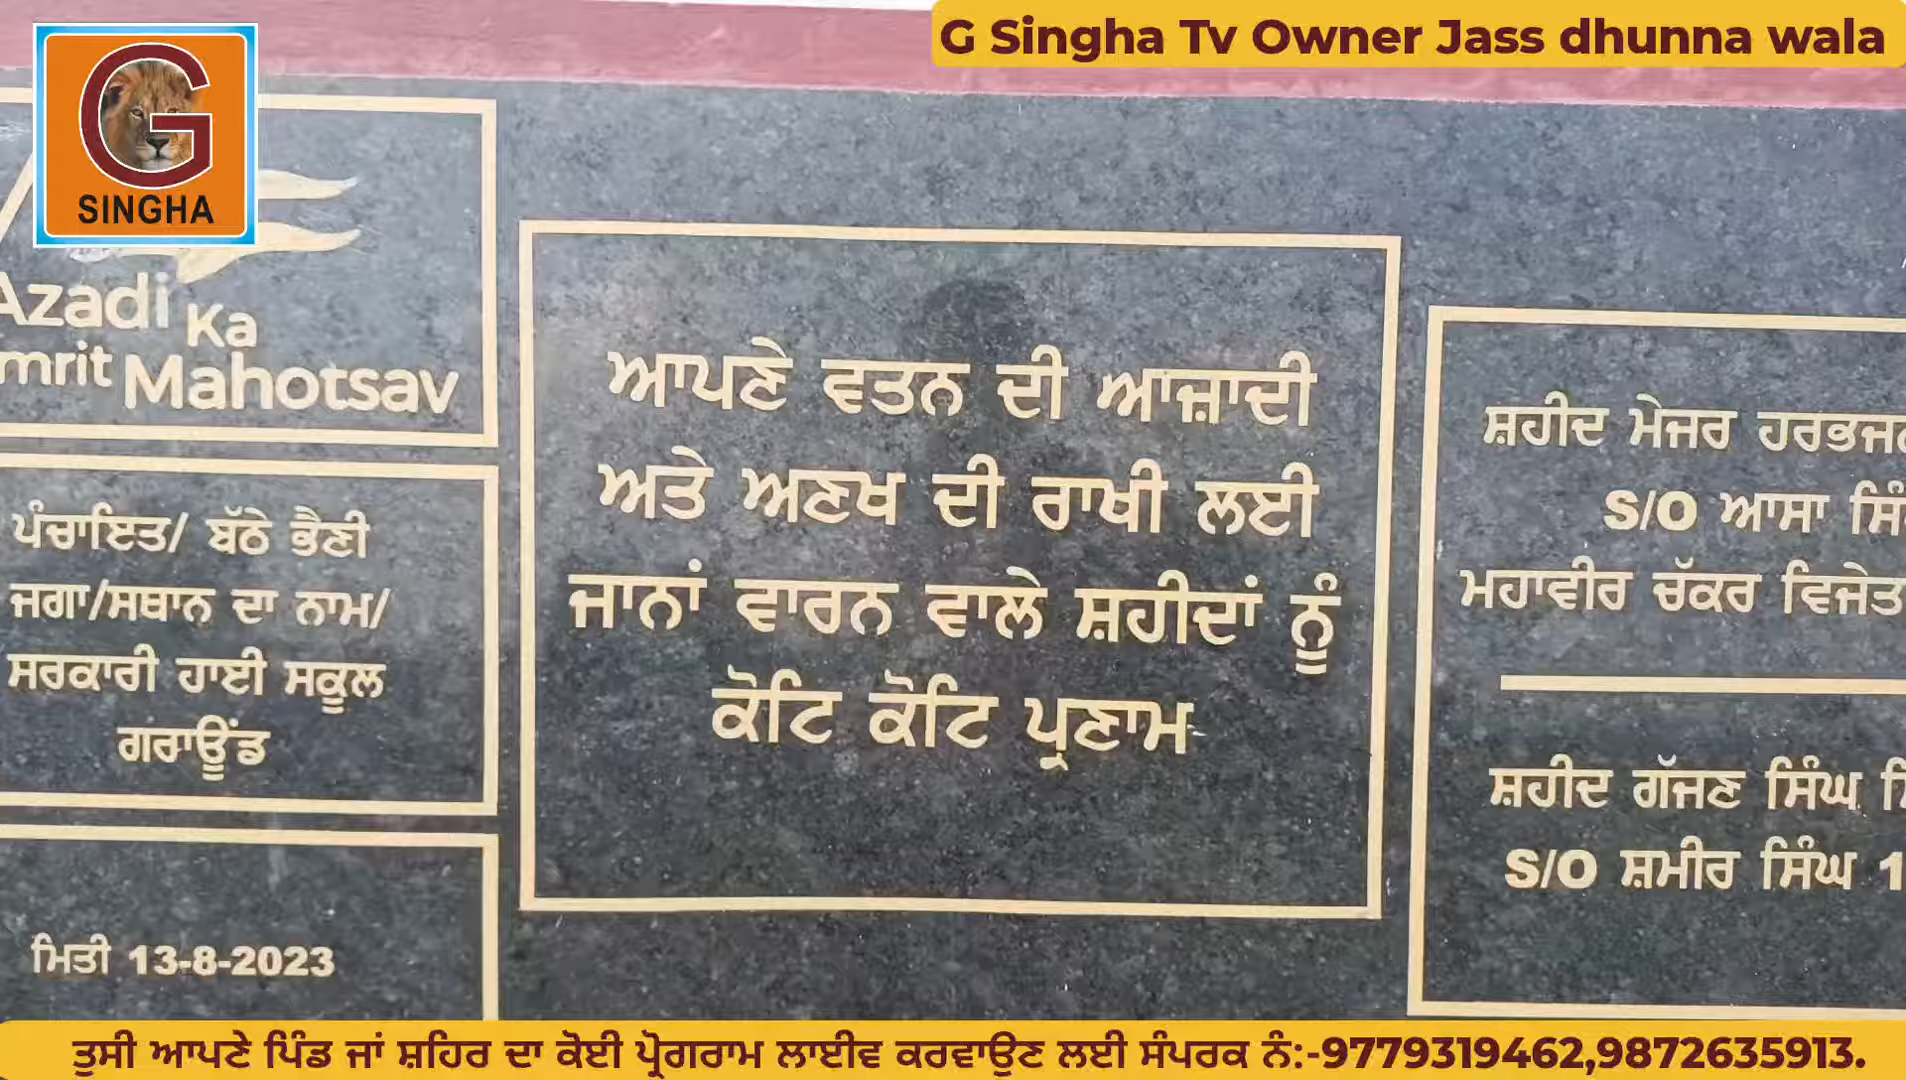 G Singha Tv Owner Jass dhunna wala
G
SINGHA
Azadi Ka
Mahotsav
ਪੰਚਾਇਤ/ ਬੱਠੇ ਭੈਣੀ
ਜਗਾ/ਸਥਾਨ ਦਾ ਨਾਮ/
ਸਰਕਾਰੀ ਹਾਈ ਸਕੂਲ
ਗਰਾਊਂਡ
ਮਿਤੀ 13-8-2023
ਆਪਣੇ ਵਤਨ ਦੀ ਆਜ਼ਾਦੀ
ਅਤੇ ਅਣਖ ਦੀ ਰਾਖੀ ਲਈ
ਜਾਨਾਂ ਵਾਰਨ ਵਾਲੇ ਸ਼ਹੀਦਾਂ ਨੂੰ
ਕੋਟਿ ਕੋਟਿ ਪ੍ਰਣਾਮ
ਸ਼ਹੀਦ ਮੇਜਰ
S/O ਆਸਾ
ਮਹਾਵੀਰ ਚੱਕਰ
ਸ਼ਹੀਦ ਗੱਜਣ ਸਿੰਘ
S/O ਸ਼ਮੀਰ ਸਿੰਘ
ਤੁਸੀ ਆਪਣੇ ਪਿੰਡ ਜਾਂ ਸ਼ਹਿਰ ਦਾ ਕੋਈ ਪ੍ਰੋਗਰਾਮ ਲਾਈਵ ਕਰਵਾਉਣ ਲਈ ਸੰਪਰਕ ਨੰ:-9779319462,9872635913.